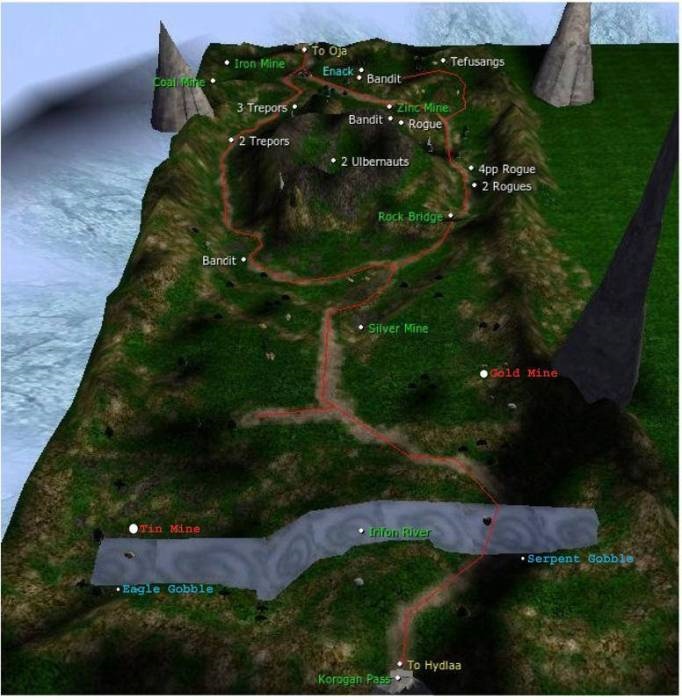 To Oja
Iron Mine
Tefusangs
Enack
Bandit
Coal Mine
3 Trepors
Zinc Mine
Bandit
Rogue
2 Trepors
2 Ulbernauts
4pp Rogue
2 Rogues
Rock Bridge
Bandit
Silver Mine
Gold Mine
Tin Mine
Irifon River
Serpent Gobble
Eagle Gobble
To Hydlaa
Korogan Pass